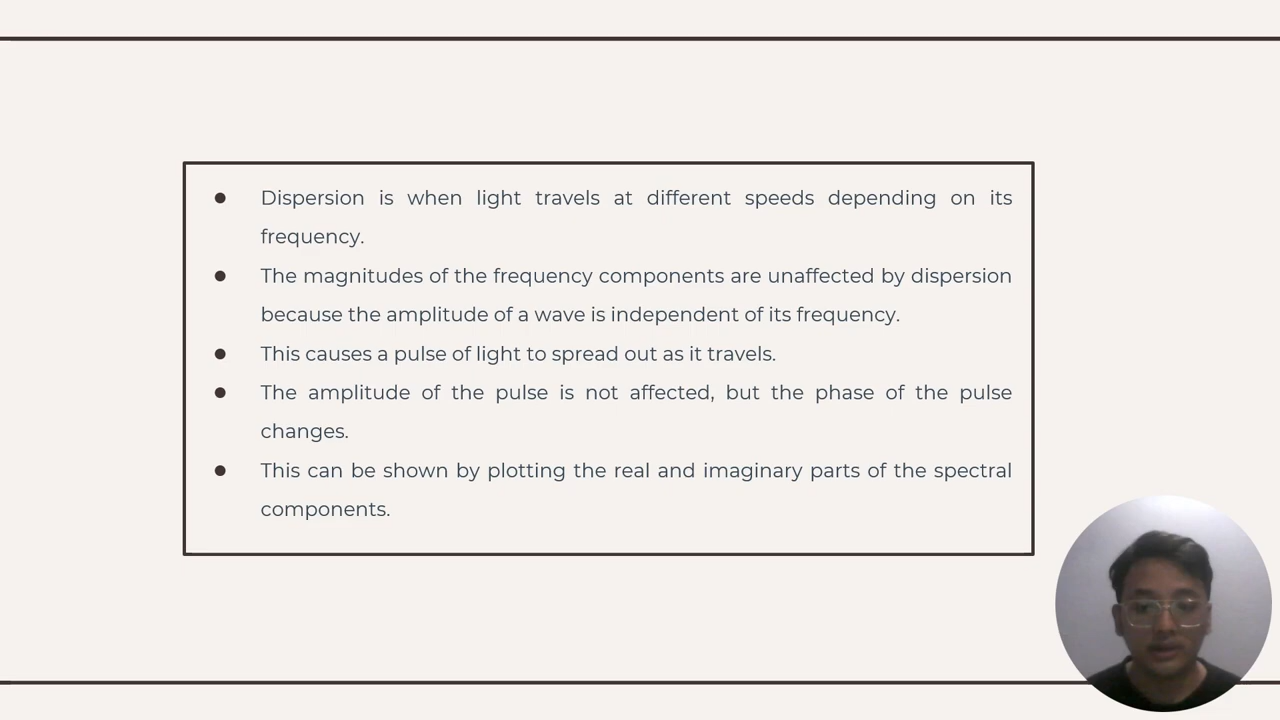 ● Dispersion is when light travels at different speeds depending on its
frequency.
● The magnitudes of the frequency components are unaffected by dispersion
because the amplitude of a wave is independent of its frequency.
● This causes a pulse of light to spread out as it travels.
● The amplitude of the pulse is not affected, but the phase of the pulse
changes.
● This can be shown by plotting the real and imaginary parts of the spectral
components.